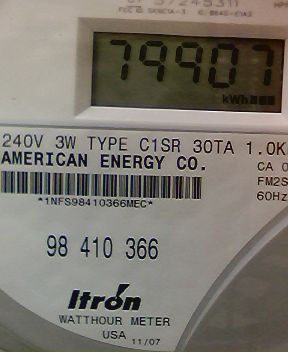 79907
kWh
240V 3W TYPE C1SR 30TA 1.0K
AMERICAN ENERGY CO.
CA 0
FM2S
60Hz
*1NFS98410366MEC*
98 410 366
Itron
WATTHOUR METER
USA 11/07